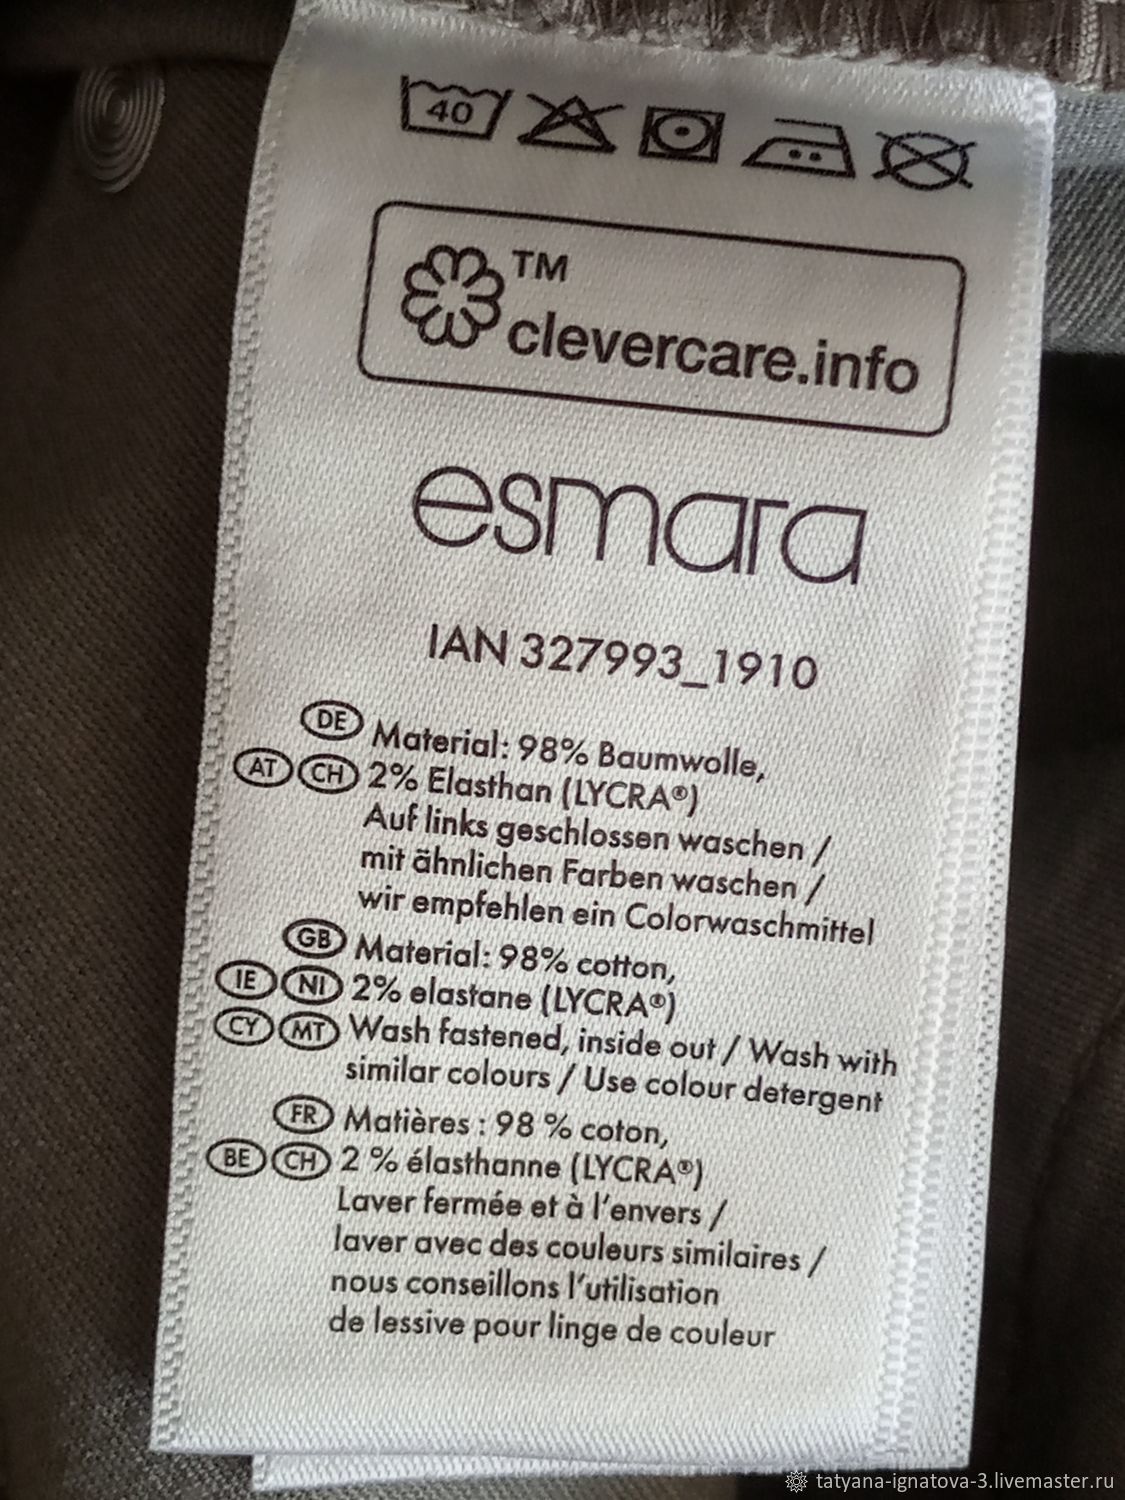 40
TM
clevercare.info
esmara
IAN 327993_1910
DE Material: 98% Baumwolle,
AT CH 2% Elasthan (LYCRA®)
Auf links geschlossen waschen /
mit ähnlichen Farben waschen /
wir empfehlen ein Colorwaschmittel
GB Material: 98% cotton,
IE NI 2% elastane (LYCRA®)
CY MT Wash fastened, inside out / Wash with
similar colours / Use colour detergent
FR Matières : 98 % coton,
BE CH 2 % élasthanne (LYCRA®)
Laver fermée et à l'envers /
laver avec des couleurs similaires /
nous conseillons l'utilisation
de lessive pour linge de couleur
tatyana-ignatova-3.livemaster.ru